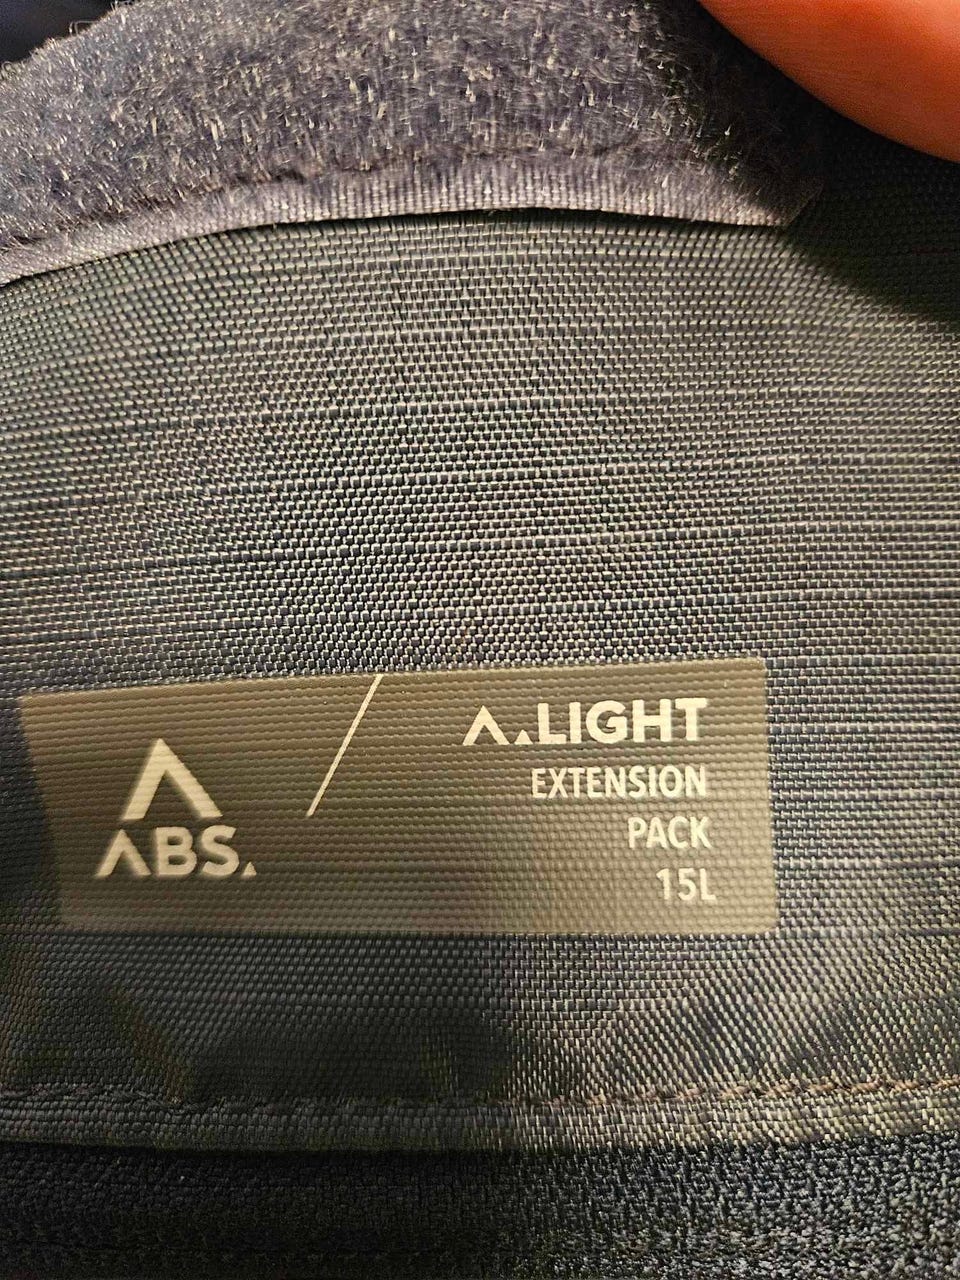 ABS.
A.LIGHT
EXTENSION
PACK
15L